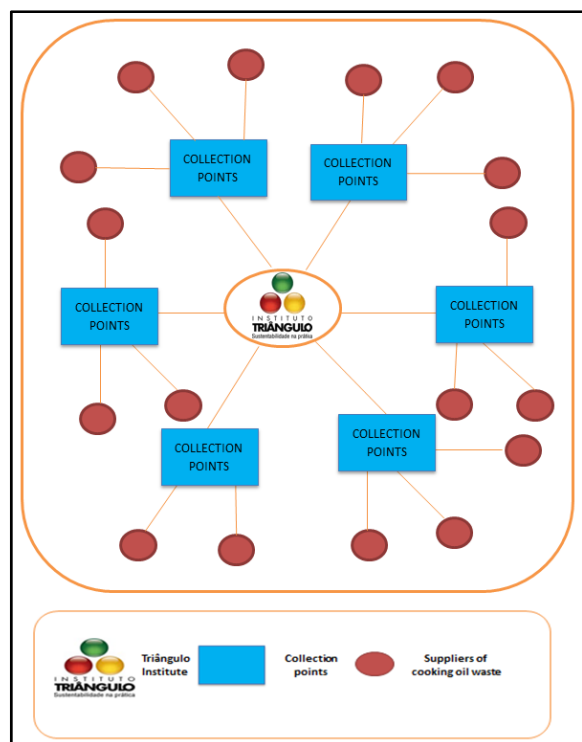 COLLECTION
POINTS
COLLECTION
POINTS
COLLECTION
POINTS
INSTITUTO
TRIÂNGULO
Sustentabilidade na prática
COLLECTION
POINTS
COLLECTION
POINTS
COLLECTION
POINTS
INSTITUTO
TRIÂNGULO
Sustentabilidade na prática
Triângulo
Institute
Collection
points
Suppliers of
cooking oil waste